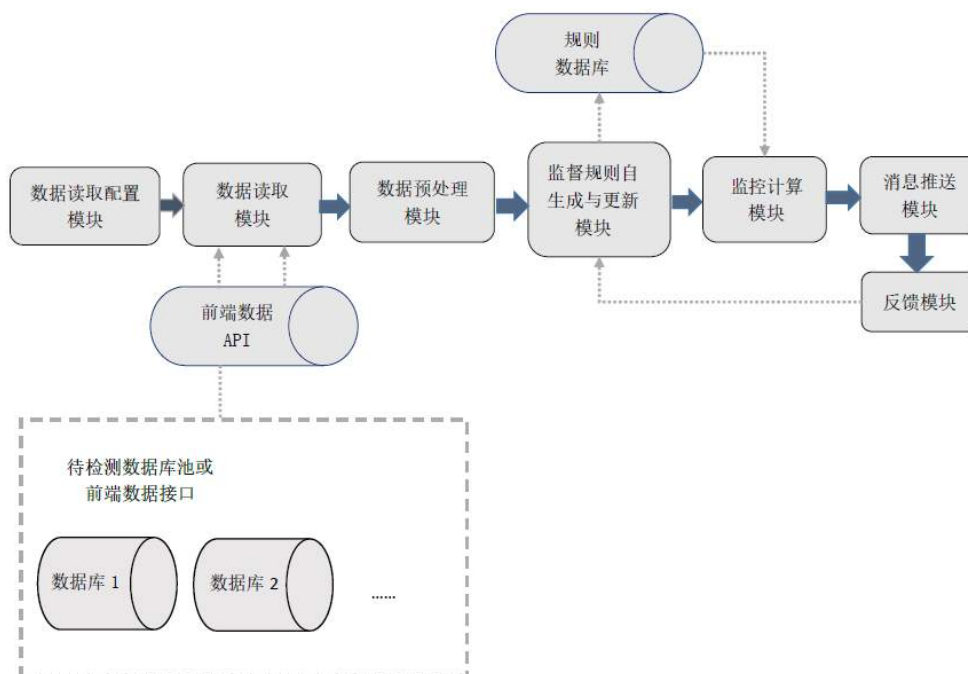 规则
数据库
数据读取配置
模块
数据读取
模块
数据预处理
模块
监督规则自
生成与更新
模块
监控计算
模块
消息推送
模块
反馈模块
前端数据
API
待检测数据库池或
前端数据接口
数据库 1
数据库 2
……